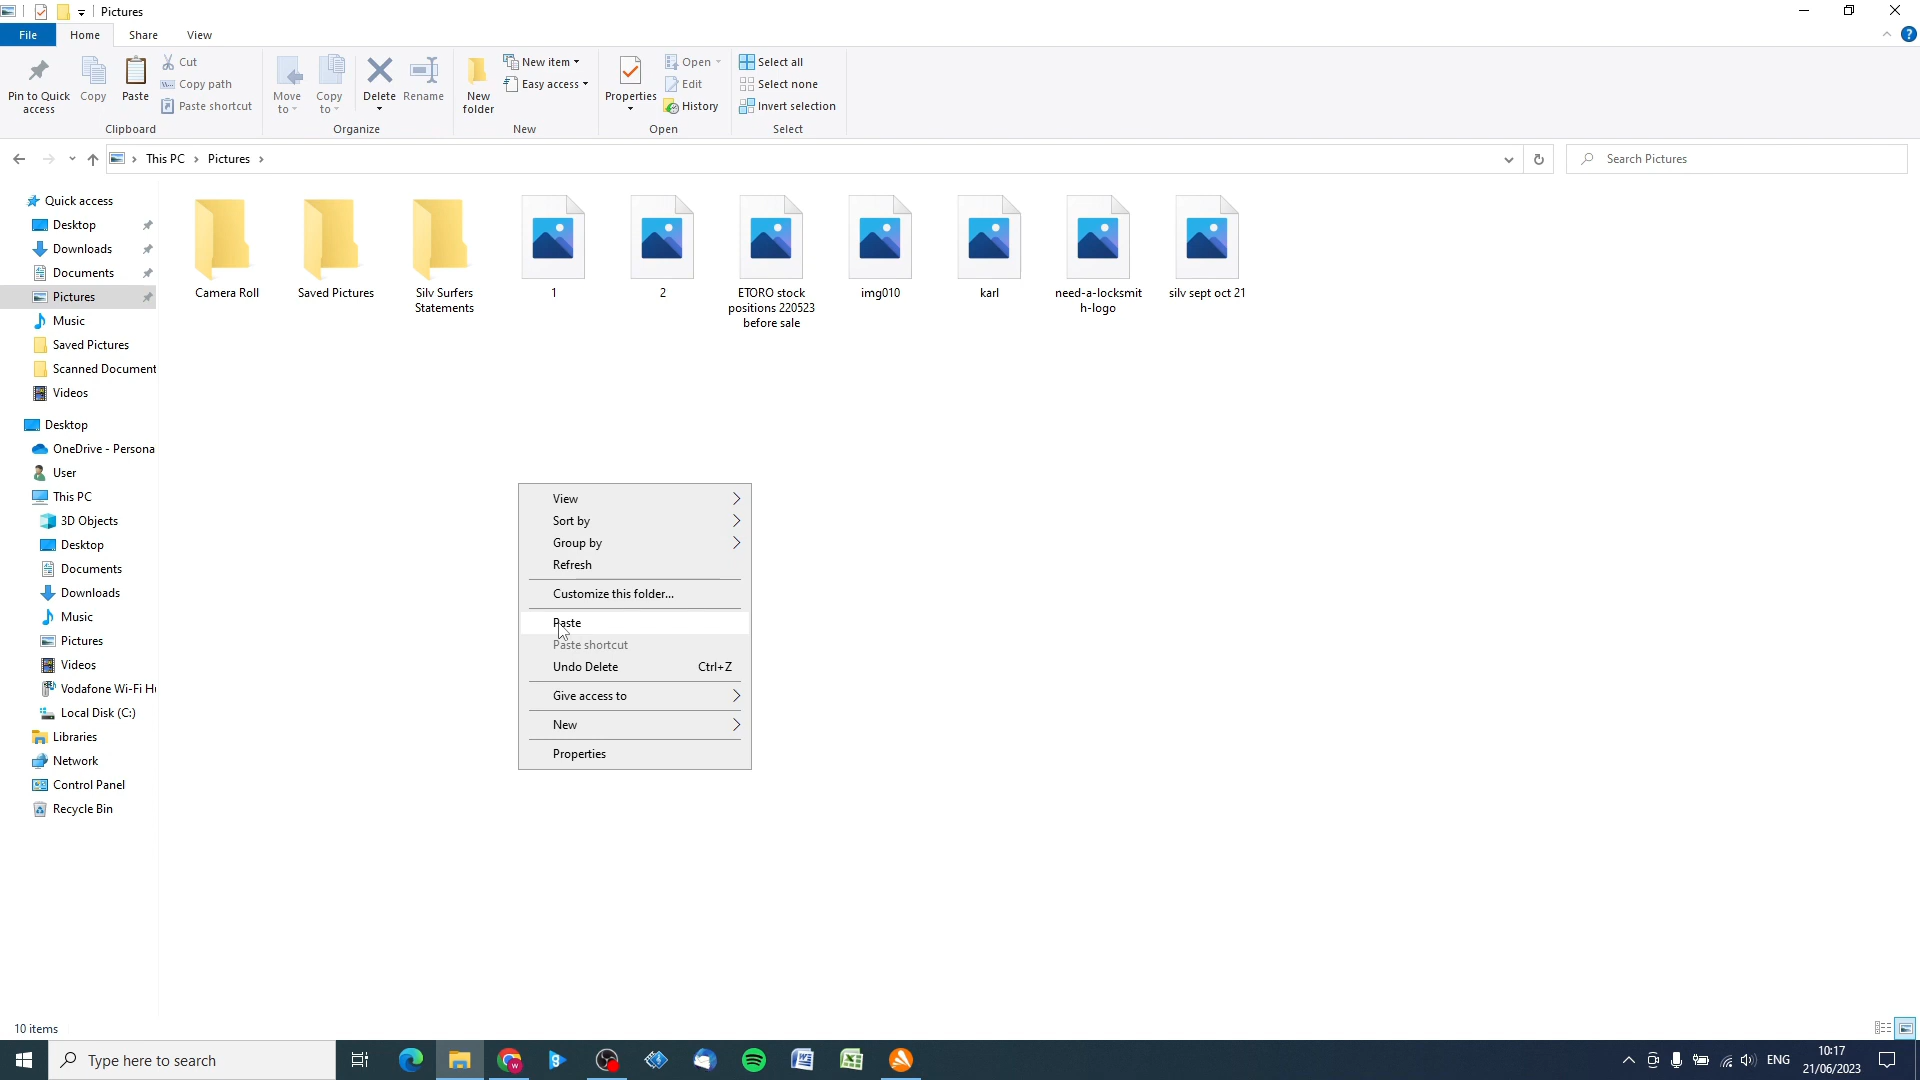 Pictures
File
Home
Share
View
Pin to Quick
access
Copy
Paste
Cut
Copy path
Paste shortcut
Clipboard
Move
to
Copy
to
Delete
Rename
Organize
New
folder
New item
Easy access
New
Properties
Open
Edit
History
Open
Select all
Select none
Invert selection
Select
This PC
Pictures
Search Pictures
Quick access
Desktop
Downloads
Documents
Pictures
Music
Saved Pictures
Scanned Document
Videos
Desktop
OneDrive - Persona
User
This PC
3D Objects
Desktop
Documents
Downloads
Music
Pictures
Videos
Vodafone Wi-Fi H
Local Disk (C:)
Libraries
Network
Control Panel
Recycle Bin
Camera Roll
Saved Pictures
Silv Surfers
Statements
1
2
ETORO stock
positions 220523
before sale
img010
karl
need-a-locksmit
h-logo
silv sept oct 21
View
Sort by
Group by
Refresh
Customize this folder...
Paste
Paste shortcut
Undo Delete Ctrl+Z
Give access to
New
Properties
10 items
Type here to search
ENG
10:17
21/06/2023